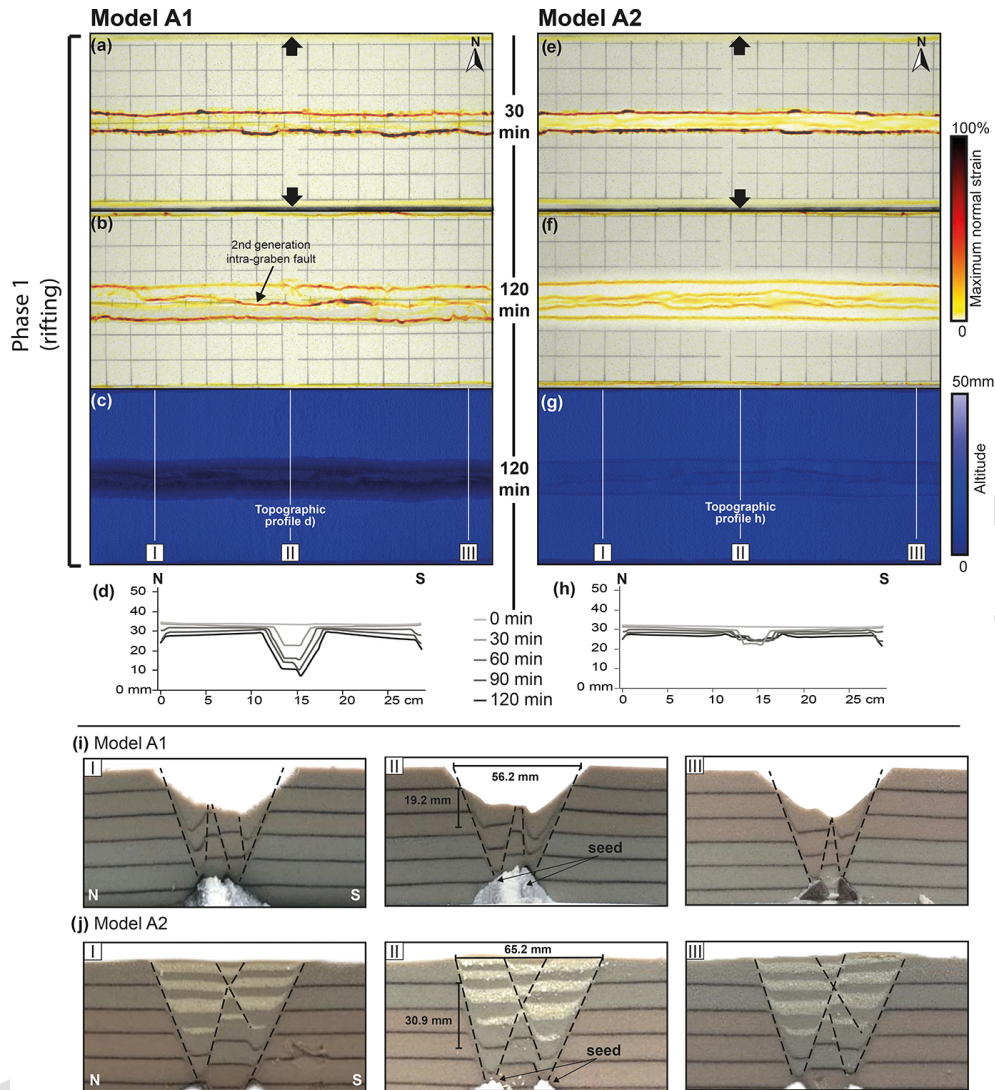 Model A1
Model A2
Phase 1
(rifting)
(a)
N
30
min
(e)
N
100%
Maximum normal strain
0
(b)
2nd generation
intra-graben fault
120
min
(f)
(c)
Topographic
profile d)
I
II
III
120
min
(g)
Topographic
profile h)
I
II
III
50mm
Altitude
0
(d)
N
S
50
40
30
20
10
0 mm
0
5
10
15
20
25 cm
0 min
30 min
60 min
90 min
120 min
(h)
N
S
50
40
30
20
10
0 mm
0
5
10
15
20
25 cm
(i) Model A1
I
N
S
II
56.2 mm
19.2 mm
seed
III
(j) Model A2
I
N
S
II
65.2 mm
30.9 mm
seed
III